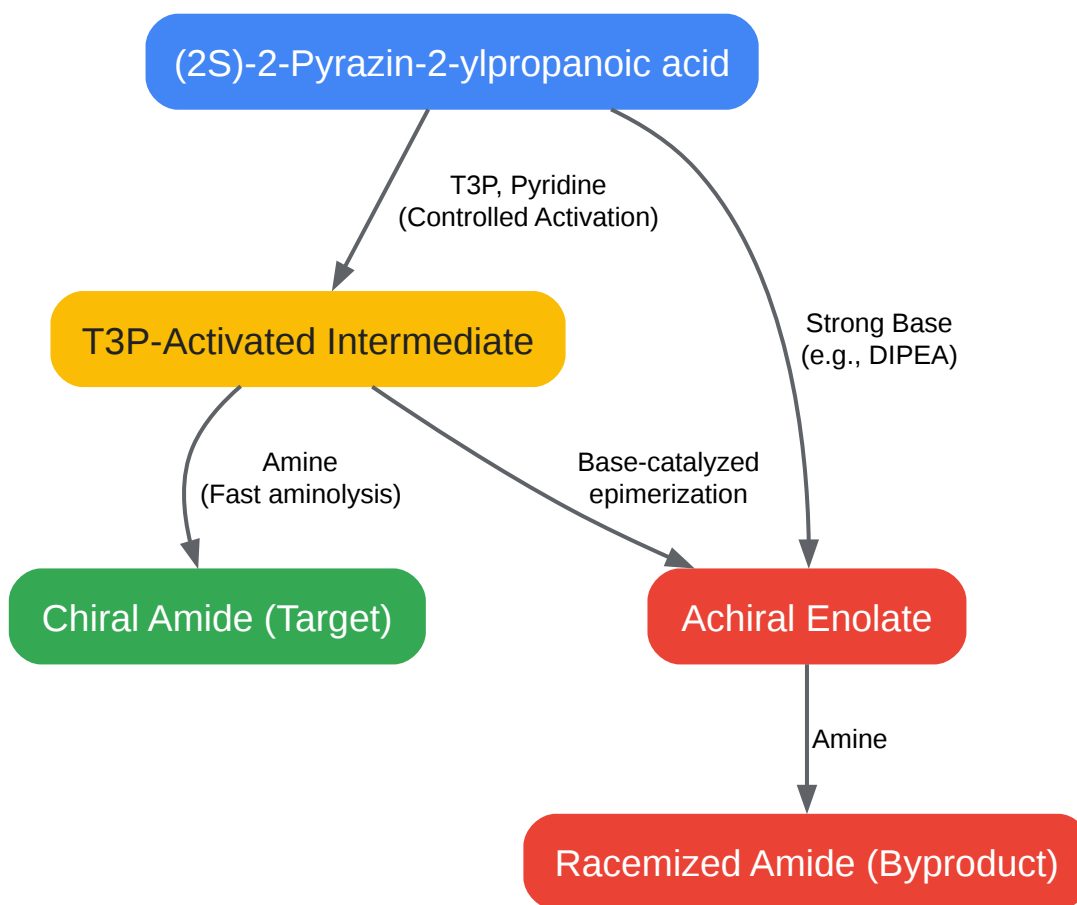 (2S)-2-Pyrazin-2-ylpropanoic acid
T3P, Pyridine
(Controlled Activation)
Strong Base
(e.g., DIPEA)
T3P-Activated Intermediate
Amine
(Fast aminolysis)
Base-catalyzed
epimerization
Chiral Amide (Target)
Achiral Enolate
Amine
Racemized Amide (Byproduct)